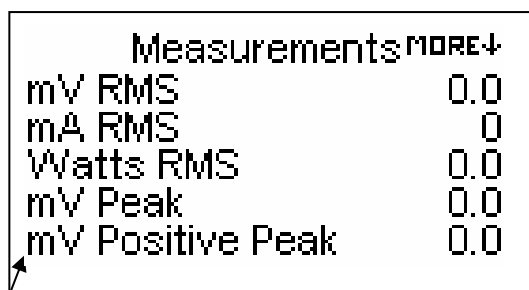 Measurements MORE↓
mV RMS 0.0
mA RMS 0
Watts RMS 0.0
mV Peak 0.0
mV Positive Peak 0.0